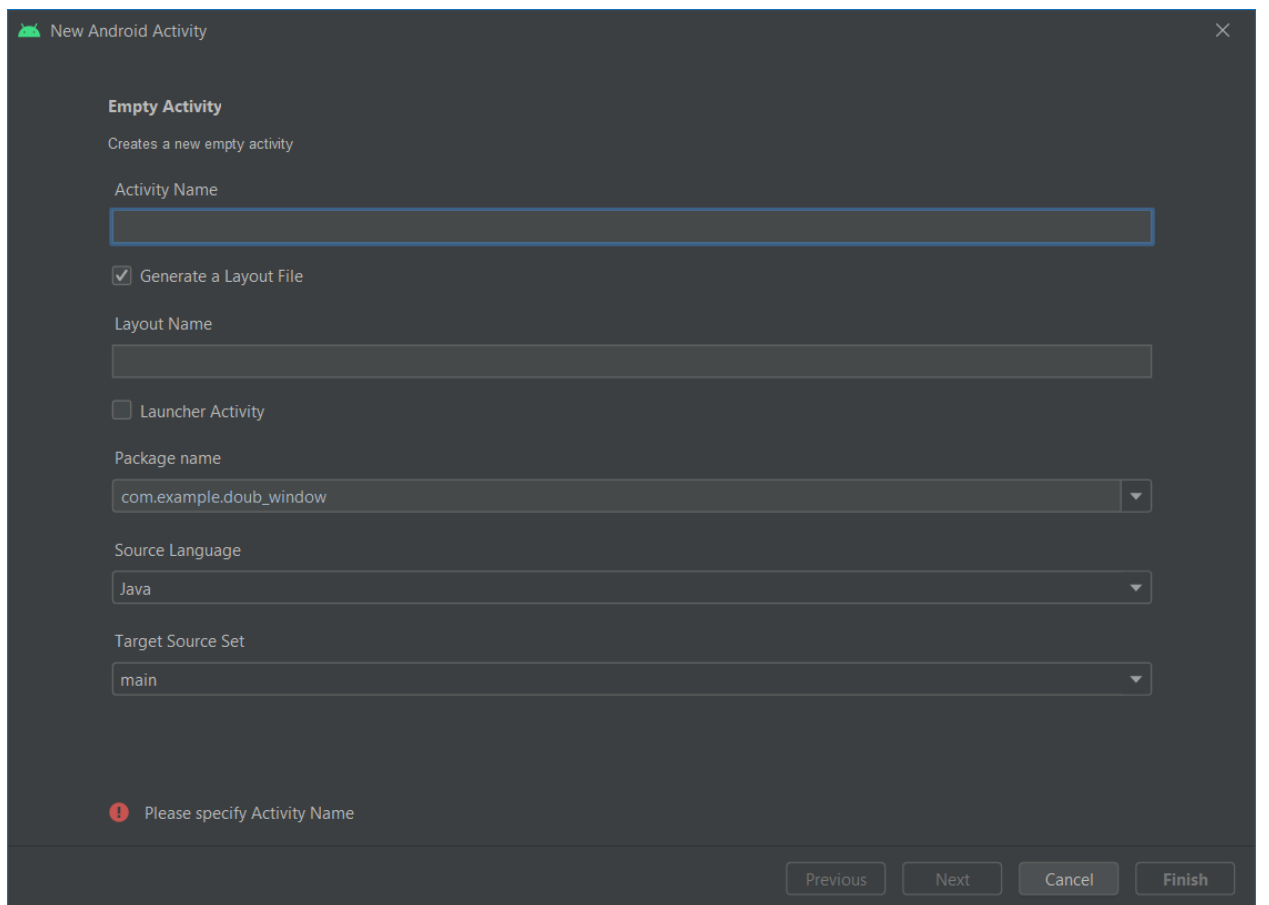 New Android Activity
Empty Activity
Creates a new empty activity
Activity Name
Generate a Layout File
Layout Name
Launcher Activity
Package name
com.example.doub_window
Source Language
Java
Target Source Set
main
Please specify Activity Name
Previous Next Cancel Finish